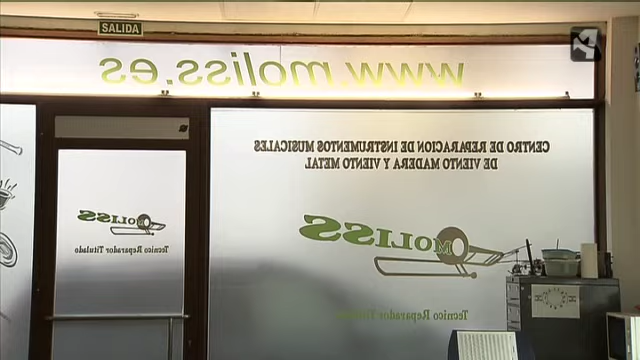 SALIDA
www.moliss.es
CENTRO DE REPARACION DE INSTRUMENTOS MUSICALES
DE VIENTO MADERA Y VIENTO METAL
MOLISS
Tecnico Reparador Titulado
MOLISS
Tecnico Reparador